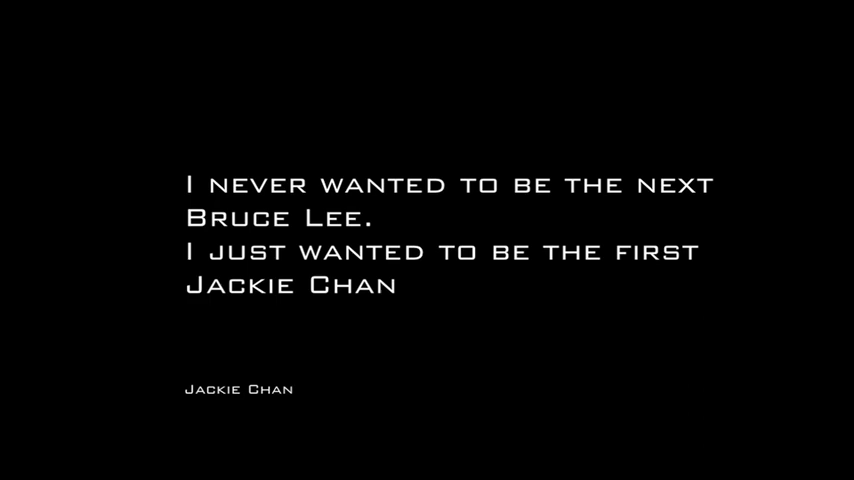 I never wanted to be the next
Bruce Lee.
I just wanted to be the first
Jackie Chan
Jackie Chan